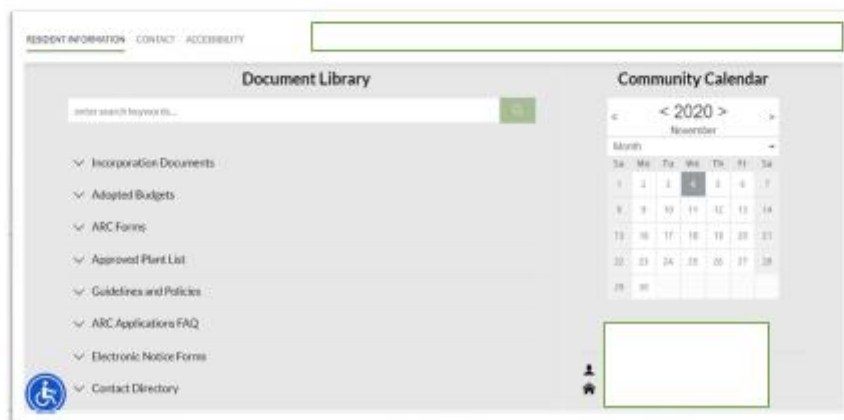 RESIDENT INFORMATION CONTACT ACCESSIBILITY
Document Library
enter search keywords...
Incorporation Documents
Adopted Budgets
ARC Forms
Approved Plant List
Guidelines and Policies
ARC Applications FAQ
Electronic Notice Forms
Contact Directory
Community Calendar
< < 2020 > >
November
Month
Su Mo Tu We Th Fr Sa
1 2 3 4 5 6 7
8 9 10 11 12 13 14
15 16 17 18 19 20 21
22 23 24 25 26 27 28
29 30